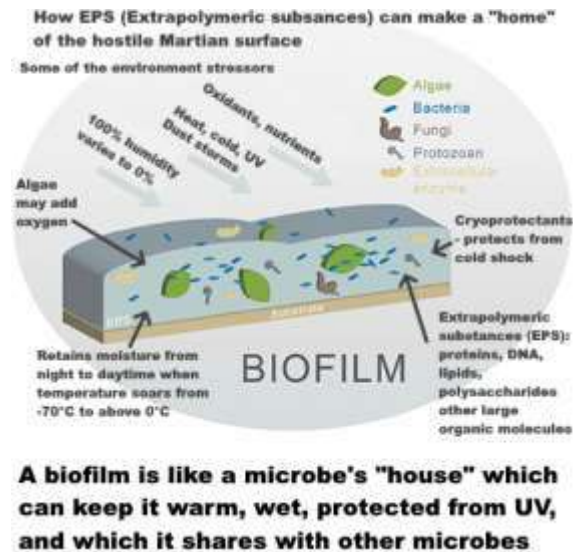 How EPS (Extrapolymeric subsances) can make a "home"
of the hostile Martian surface
Some of the environment stressors
100% humidity
varies to 0%
Heat, cold, UV
Dust storms
Oxidants, nutrients
Algae
Bacteria
Fungi
Protozoan
Extracellular
enzyme
Algae
may add
oxygen
Cryoprotectants
- protects from
cold shock
EPS
Substrate
Retains moisture from
night to daytime when
temperature soars from
-70°C to above 0°C
BIOFILM
Extrapolymeric
substances (EPS):
proteins, DNA,
lipids,
polysaccharides
other large
organic molecules
A biofilm is like a microbe's "house" which
can keep it warm, wet, protected from UV,
and which it shares with other microbes